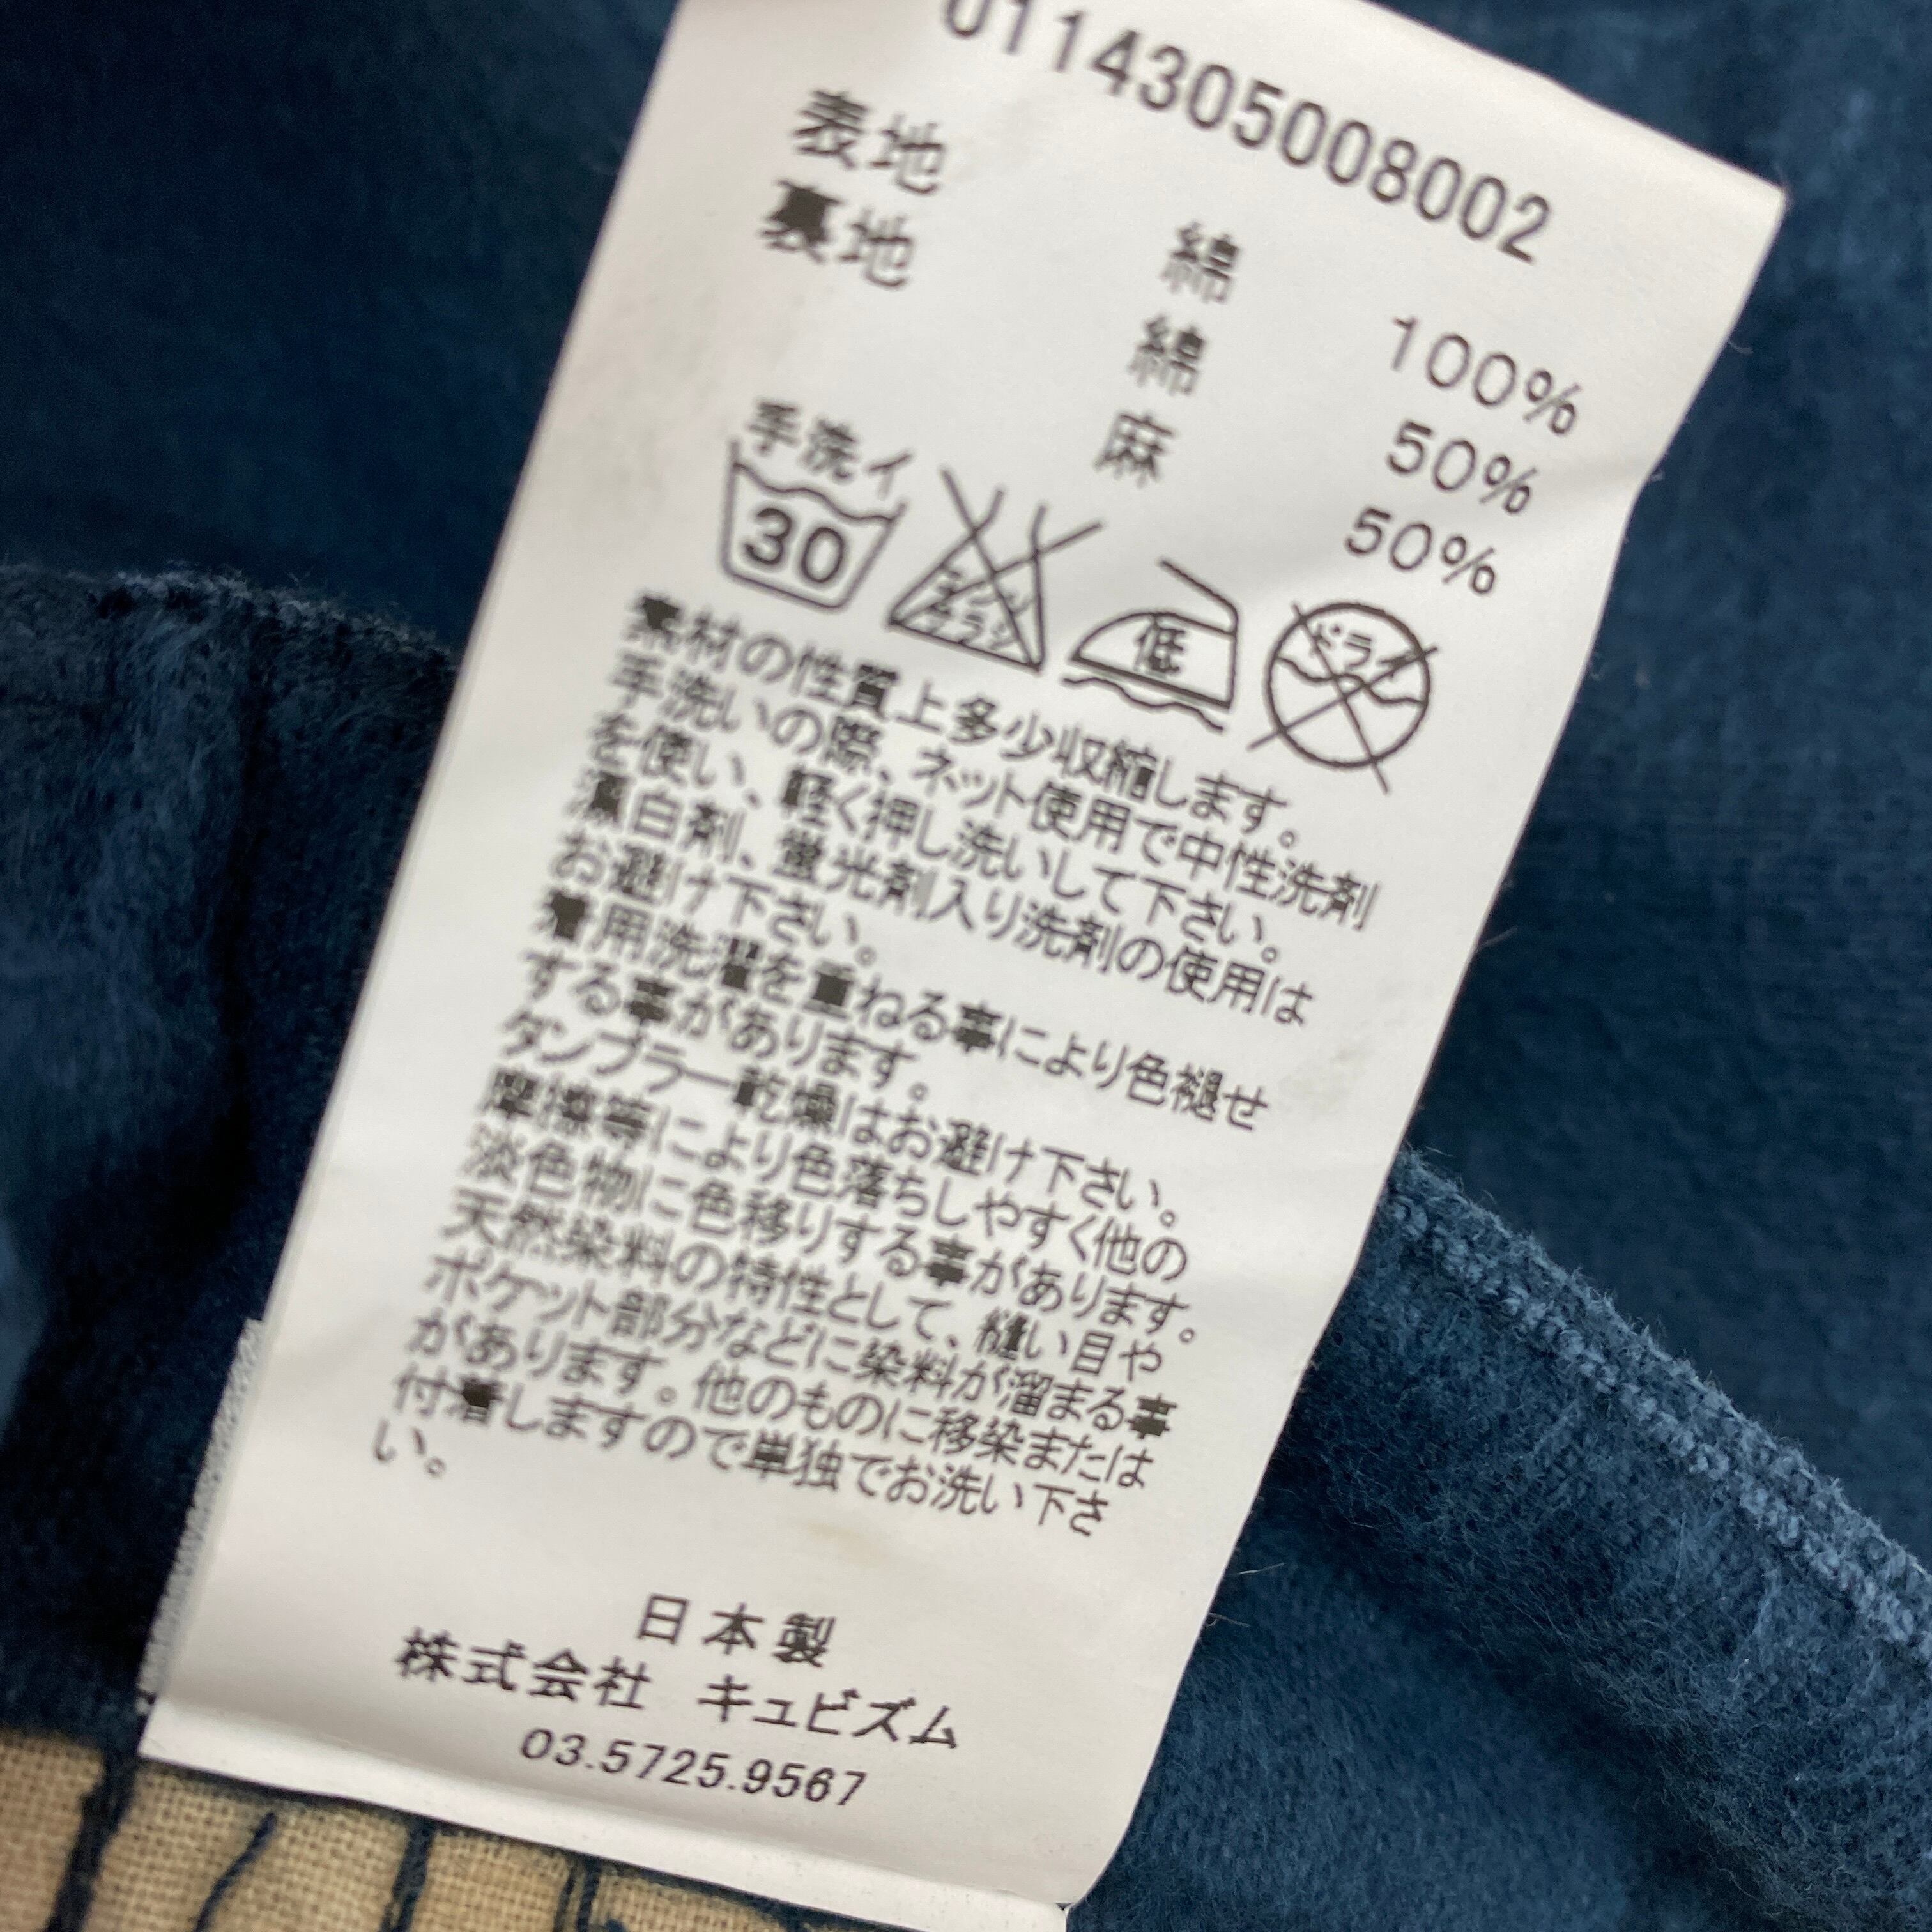 0114305008002
表地 綿 100%
裏地 綿 50%
麻 50%
手洗イ
30
エンソ
サラシ
低
ドライ
素材の性質上多少収縮します。
手洗いの際、ネット使用で中性洗剤
を使い、軽く押し洗いして下さい。
漂白剤、蛍光剤入り洗剤の使用は
お避け下さい。
着用洗濯を重ねる事により色褪せ
する事があります。
タンブラー乾燥はお避け下さい。
摩擦等により色落ちしやすく他の
淡色物に色移りする事があります。
天然染料の特性として、縫い目や
ポケット部分などに染料が溜まる事
があります。他のものに移染または
付着しますので単独でお洗い下さ
い。
日本製
株式会社 キュビズム
03.5725.9567